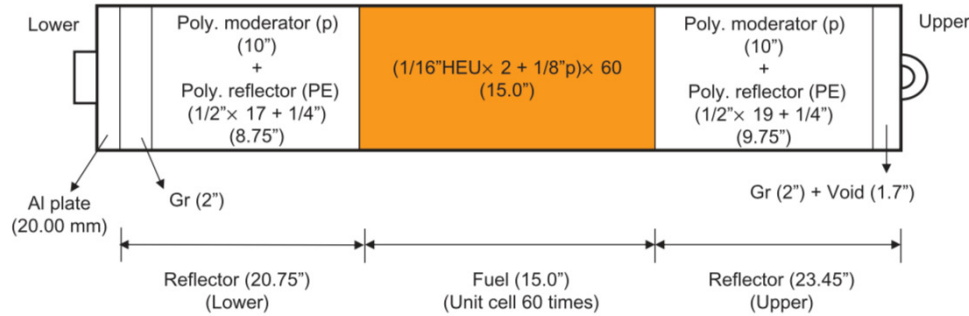 Lower
Poly. moderator (p)
(10”)
+
Poly. reflector (PE)
(1/2”× 17 + 1/4”)
(8.75”)
(1/16”HEU× 2 + 1/8”p)× 60
(15.0”)
Poly. moderator (p)
(10”)
+
Poly. reflector (PE)
(1/2”× 19 + 1/4”)
(9.75”)
Upper
Al plate
(20.00 mm)
Gr (2”)
Gr (2”) + Void (1.7”)
Reflector (20.75”)
(Lower)
Fuel (15.0”)
(Unit cell 60 times)
Reflector (23.45”)
(Upper)